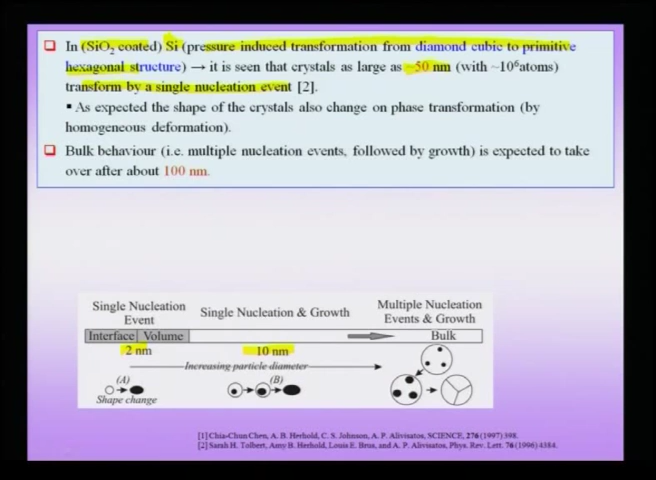 In (SiO₂ coated) Si (pressure induced transformation from diamond cubic to primitive
hexagonal structure) → it is seen that crystals as large as ~50 nm (with ~10⁶atoms)
transform by a single nucleation event [2].
▪ As expected the shape of the crystals also change on phase transformation (by
homogeneous deformation).
Bulk behaviour (i.e. multiple nucleation events, followed by growth) is expected to take
over after about 100 nm.
Single Nucleation Event
Single Nucleation & Growth
Multiple Nucleation Events & Growth
Interface Volume
Bulk
2 nm
10 nm
Increasing particle diameter
(A)
(B)
Shape change
[1] Chia-Chun Chen, A. B. Herhold, C. S. Johnson, A. P. Alivisatos, SCIENCE, 276 (1997) 398.
[2] Sarah H. Tolbert, Amy B. Herhold, Louis E. Brus, and A. P. Alivisatos, Phys. Rev. Lett. 76 (1996) 4384.